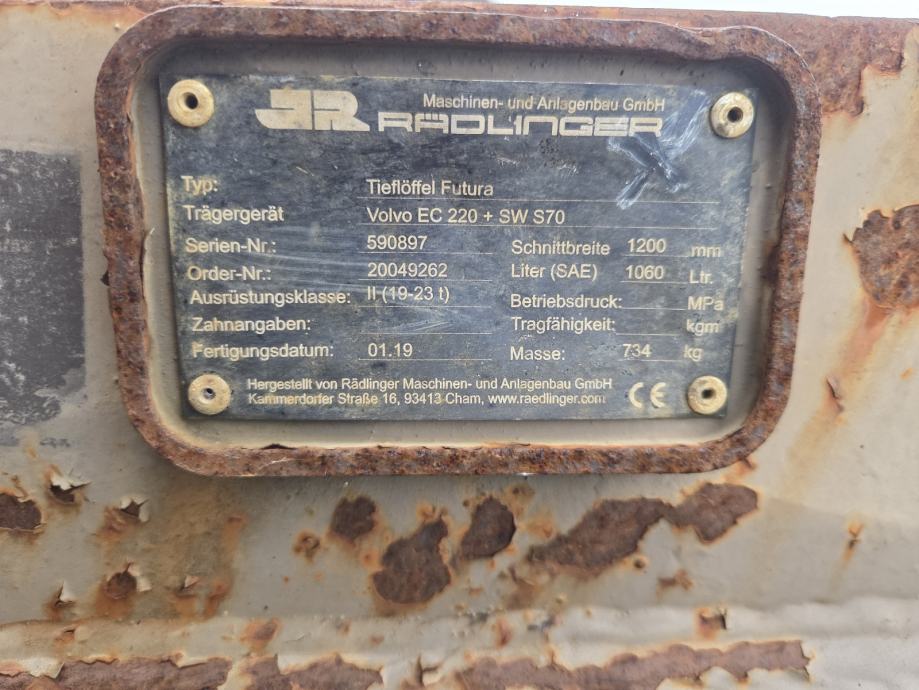 JR Maschinen- und Anlagenbau GmbH
RÄDLINGER
Typ: Tieflöffel Futura
Trägergerät Volvo EC 220 + SW S70
Serien-Nr.: 590897 Schnittbreite 1200 mm
Order-Nr.: 20049262 Liter (SAE) 1060 Ltr.
Ausrüstungsklasse: II (19-23 t) Betriebsdruck: MPa
Zahnangaben: Tragfähigkeit: kgm
Fertigungsdatum: 01.19 Masse: 734 kg
Hergestellt von Rädlinger Maschinen- und Anlagenbau GmbH
Kammerdorfer Straße 16, 93413 Cham, www.raedlinger.com CE